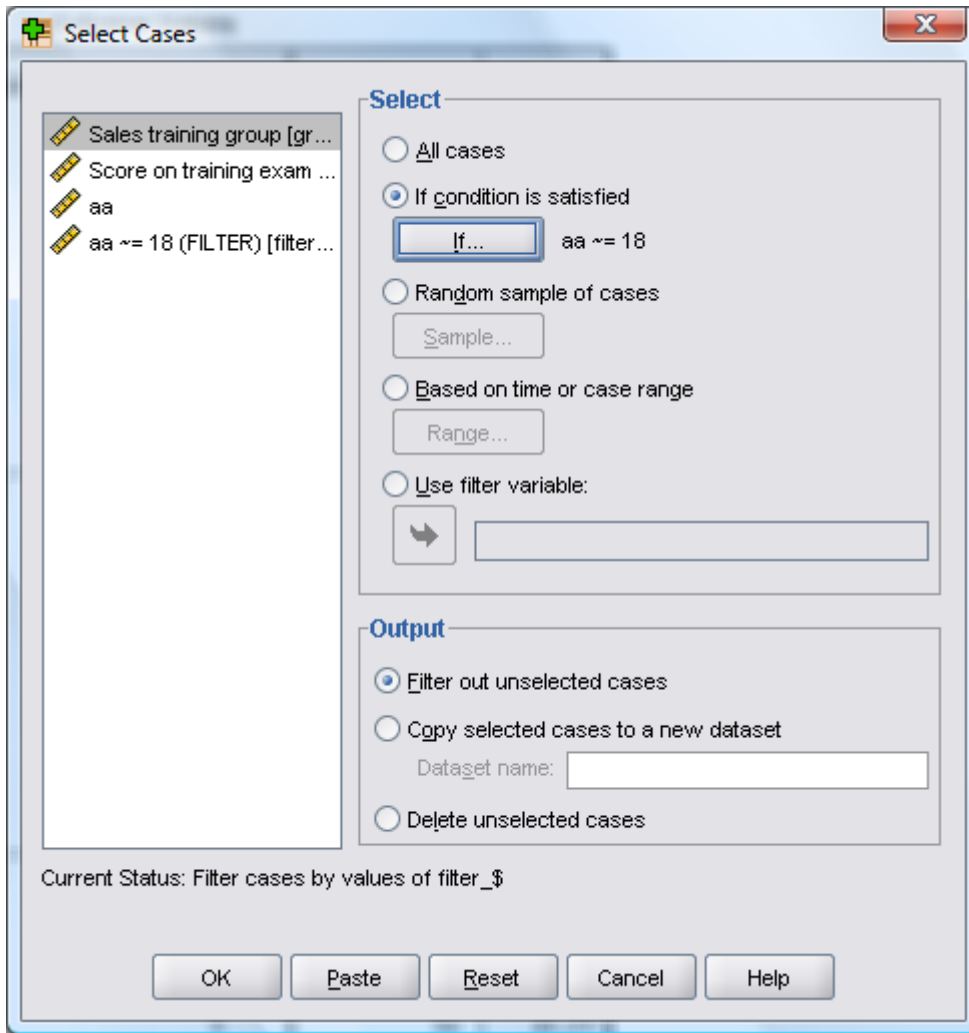 Select Cases
Sales training group [gr...
Score on training exam ...
aa
aa ~= 18 (FILTER) [filter...
Select
All cases
If condition is satisfied
If... aa ~= 18
Random sample of cases
Sample...
Based on time or case range
Range...
Use filter variable:
Output
Filter out unselected cases
Copy selected cases to a new dataset
Dataset name:
Delete unselected cases
Current Status: Filter cases by values of filter_$
OK Paste Reset Cancel Help